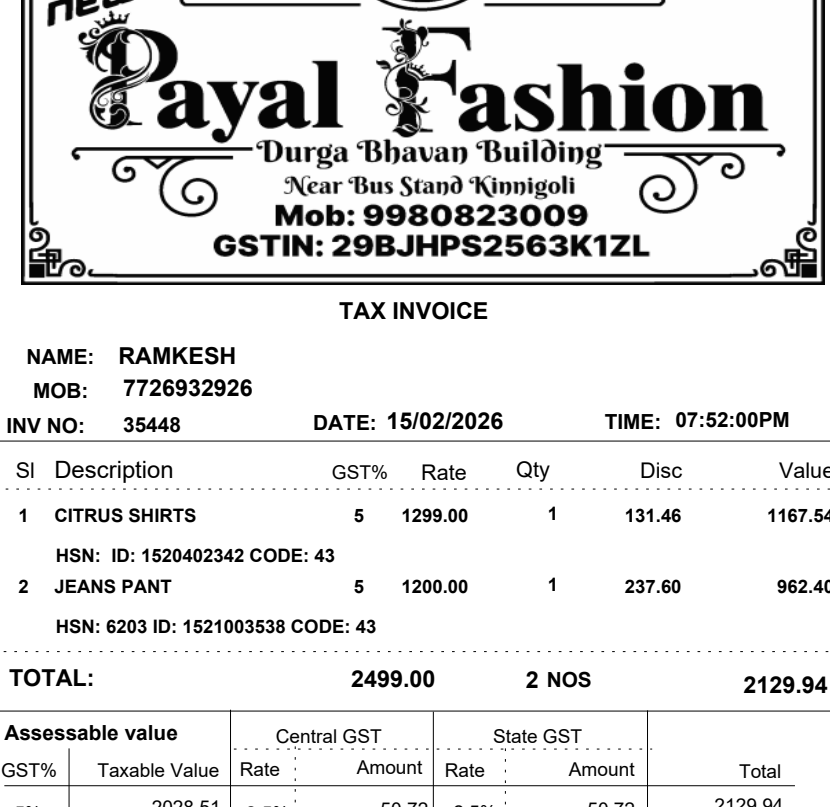 new
Payal Fashion
Durga Bhavan Building
Near Bus Stand Kinnigoli
Mob: 9980823009
GSTIN: 29BJHPS2563K1ZL
TAX INVOICE
NAME: RAMKESH
MOB: 7726932926
INV NO: 35448 DATE: 15/02/2026 TIME: 07:52:00PM
Sl Description GST% Rate Qty Disc Value
1 CITRUS SHIRTS 5 1299.00 1 131.46 1167.54
HSN: ID: 1520402342 CODE: 43
2 JEANS PANT 5 1200.00 1 237.60 962.40
HSN: 6203 ID: 1521003538 CODE: 43
TOTAL: 2499.00 2 NOS 2129.94
Assessable value Central GST State GST
GST% Taxable Value Rate Amount Rate Amount Total
2028.51 50.72 50.72 2129.94